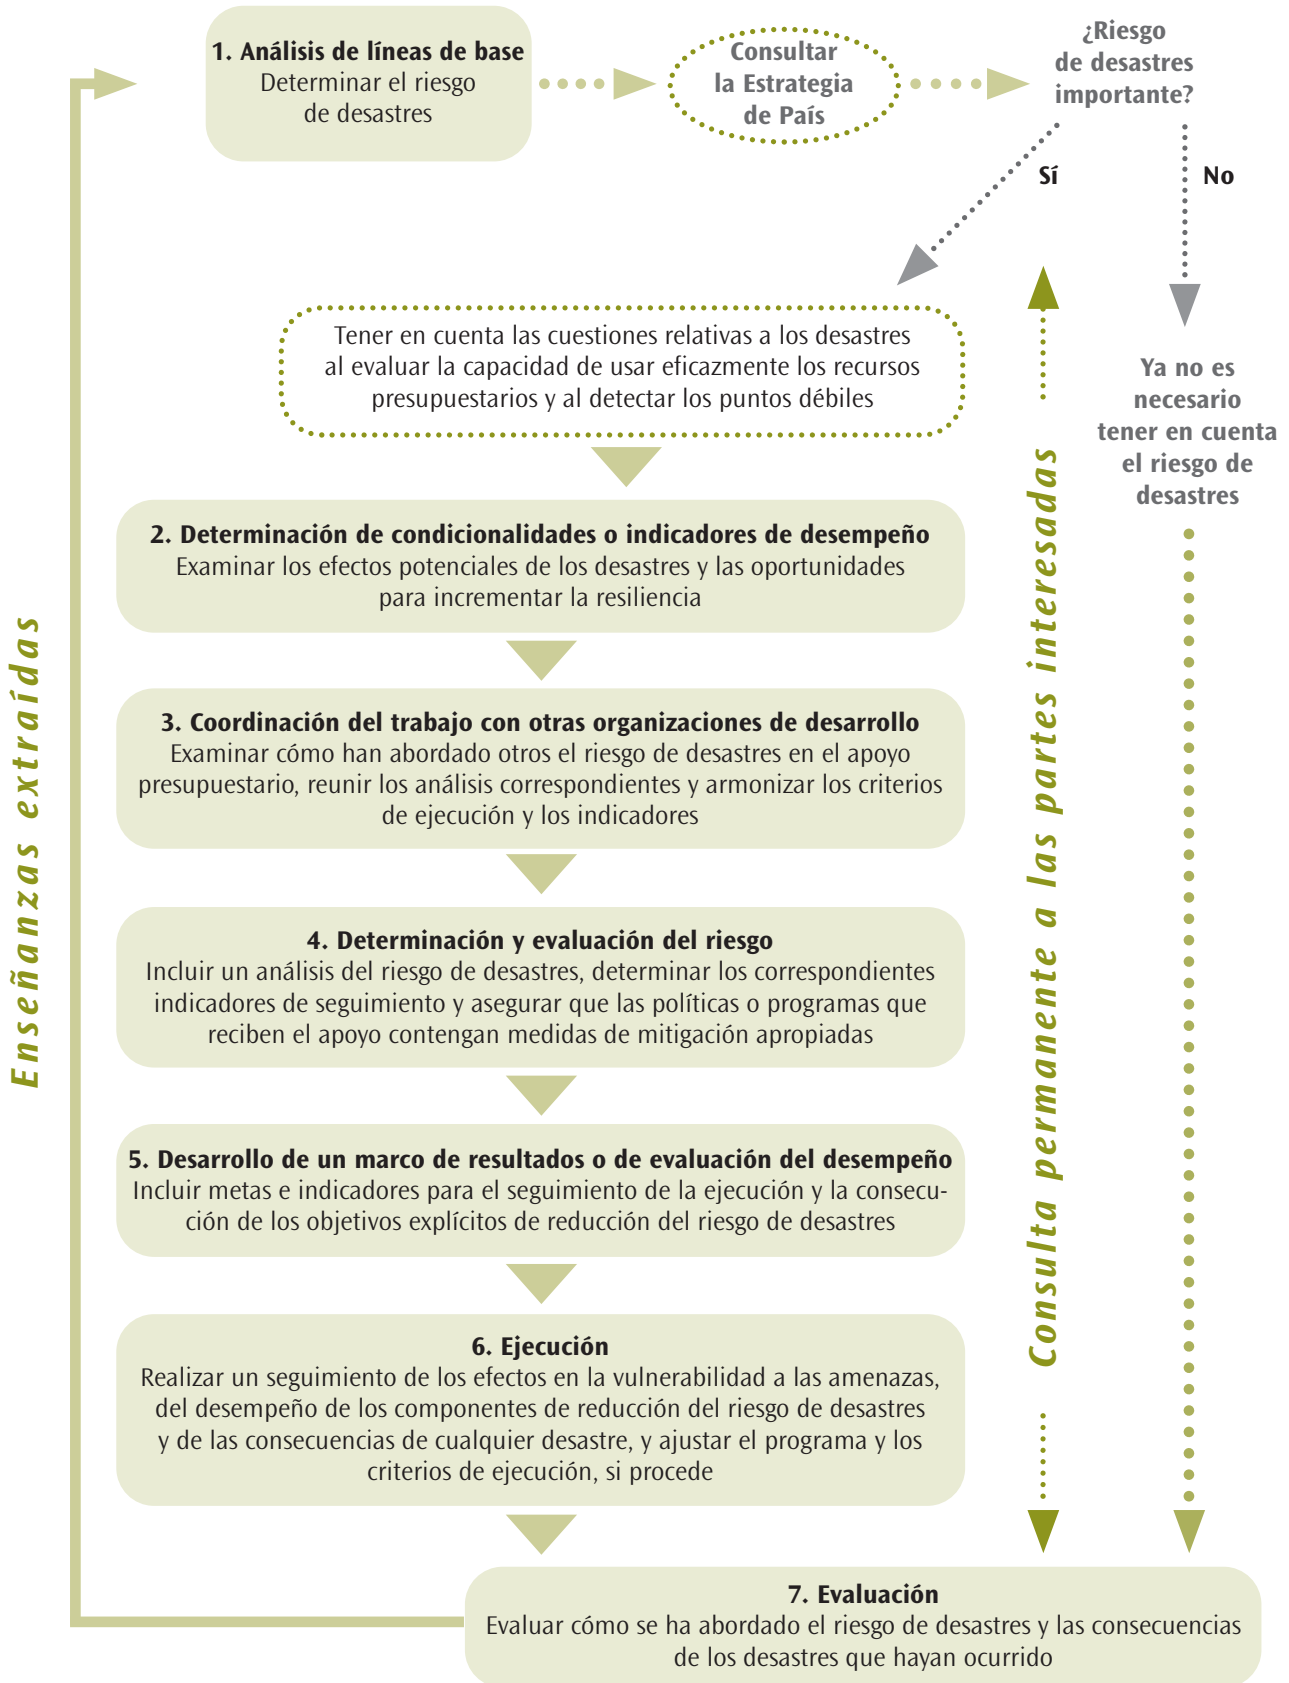 1. Análisis de líneas de base
Determinar el riesgo
de desastres
Consultar
la Estrategia
de País
¿Riesgo
de desastres
importante?
Sí
No
Tener en cuenta las cuestiones relativas a los desastres
al evaluar la capacidad de usar eficazmente los recursos
presupuestarios y al detectar los puntos débiles
Ya no es
necesario
tener en cuenta
el riesgo de
desastres
2. Determinación de condicionalidades o indicadores de desempeño
Examinar los efectos potenciales de los desastres y las oportunidades
para incrementar la resiliencia
3. Coordinación del trabajo con otras organizaciones de desarrollo
Examinar cómo han abordado otros el riesgo de desastres en el apoyo
presupuestario, reunir los análisis correspondientes y armonizar los criterios
de ejecución y los indicadores
4. Determinación y evaluación del riesgo
Incluir un análisis del riesgo de desastres, determinar los correspondientes
indicadores de seguimiento y asegurar que las políticas o programas que
reciben el apoyo contengan medidas de mitigación apropiadas
5. Desarrollo de un marco de resultados o de evaluación del desempeño
Incluir metas e indicadores para el seguimiento de la ejecución y la consecu-
ción de los objetivos explícitos de reducción del riesgo de desastres
6. Ejecución
Realizar un seguimiento de los efectos en la vulnerabilidad a las amenazas,
del desempeño de los componentes de reducción del riesgo de desastres
y de las consecuencias de cualquier desastre, y ajustar el programa y los
criterios de ejecución, si procede
7. Evaluación
Evaluar cómo se ha abordado el riesgo de desastres y las consecuencias
de los desastres que hayan ocurrido
Enseñanzas extraídas
Consulta permanente a las partes interesadas